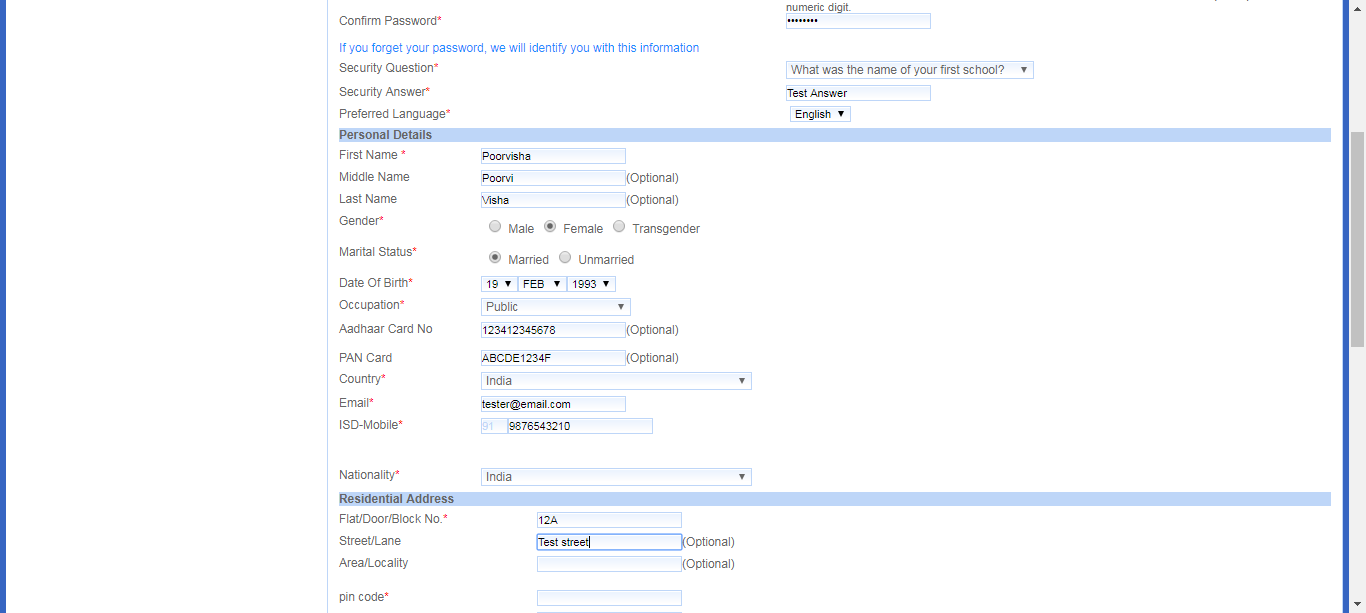 numeric digit.
Confirm Password* ••••••••
If you forget your password, we will identify you with this information
Security Question* What was the name of your first school? ▼
Security Answer* Test Answer
Preferred Language* English ▼
Personal Details
First Name * Poorvisha
Middle Name Poorvi (Optional)
Last Name Visha (Optional)
Gender* Male Female Transgender
Marital Status* Married Unmarried
Date Of Birth* 19 ▼ FEB ▼ 1993 ▼
Occupation* Public ▼
Aadhaar Card No 123412345678 (Optional)
PAN Card ABCDE1234F (Optional)
Country* India ▼
Email* tester@email.com
ISD-Mobile* 91 9876543210
Nationality* India ▼
Residential Address
Flat/Door/Block No.* 12A
Street/Lane Test street (Optional)
Area/Locality (Optional)
pin code*